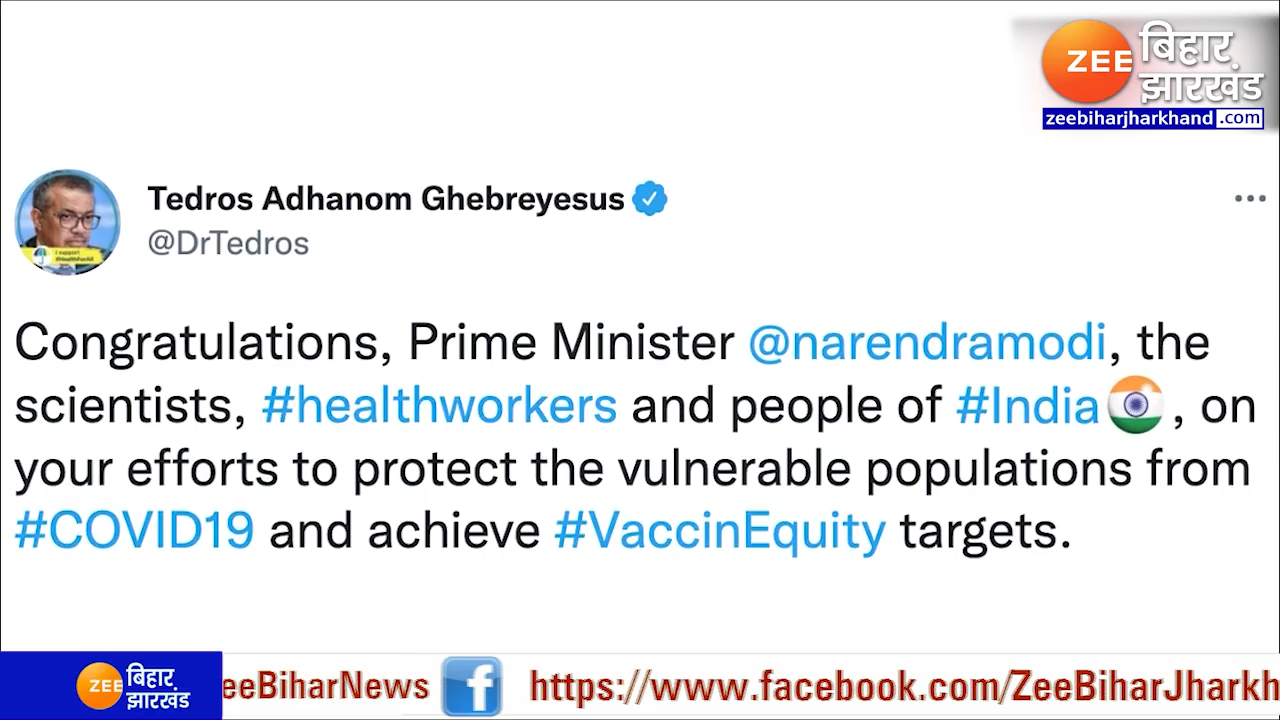 ZEE बिहार झारखंड
zeebiharjharkhand.com
Tedros Adhanom Ghebreyesus
@DrTedros
Congratulations, Prime Minister @narendramodi, the
scientists, #healthworkers and people of #India, on
your efforts to protect the vulnerable populations from
#COVID19 and achieve #VaccinEquity targets.
ZEE बिहार झारखंड
eeBiharNews f https://www.facebook.com/ZeeBiharJharkh